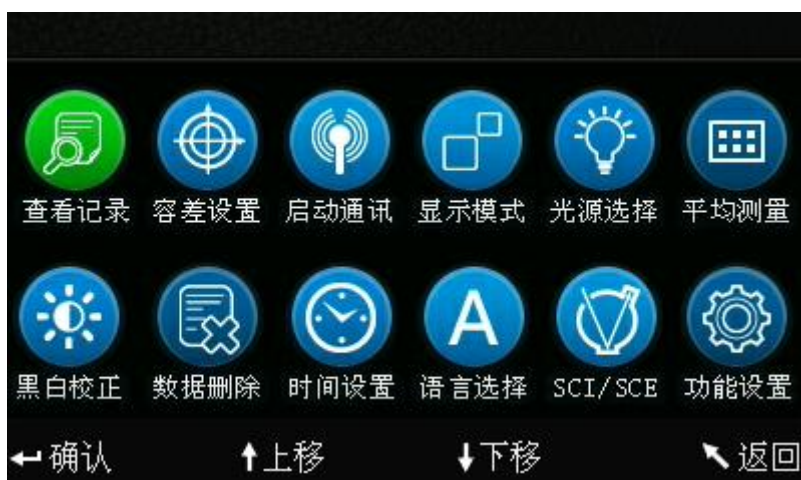 查看记录 容差设置 启动通讯 显示模式 光源选择 平均测量
A
黑白校正 数据删除 时间设置 语言选择 SCI/SCE 功能设置
确认 上移 下移 返回